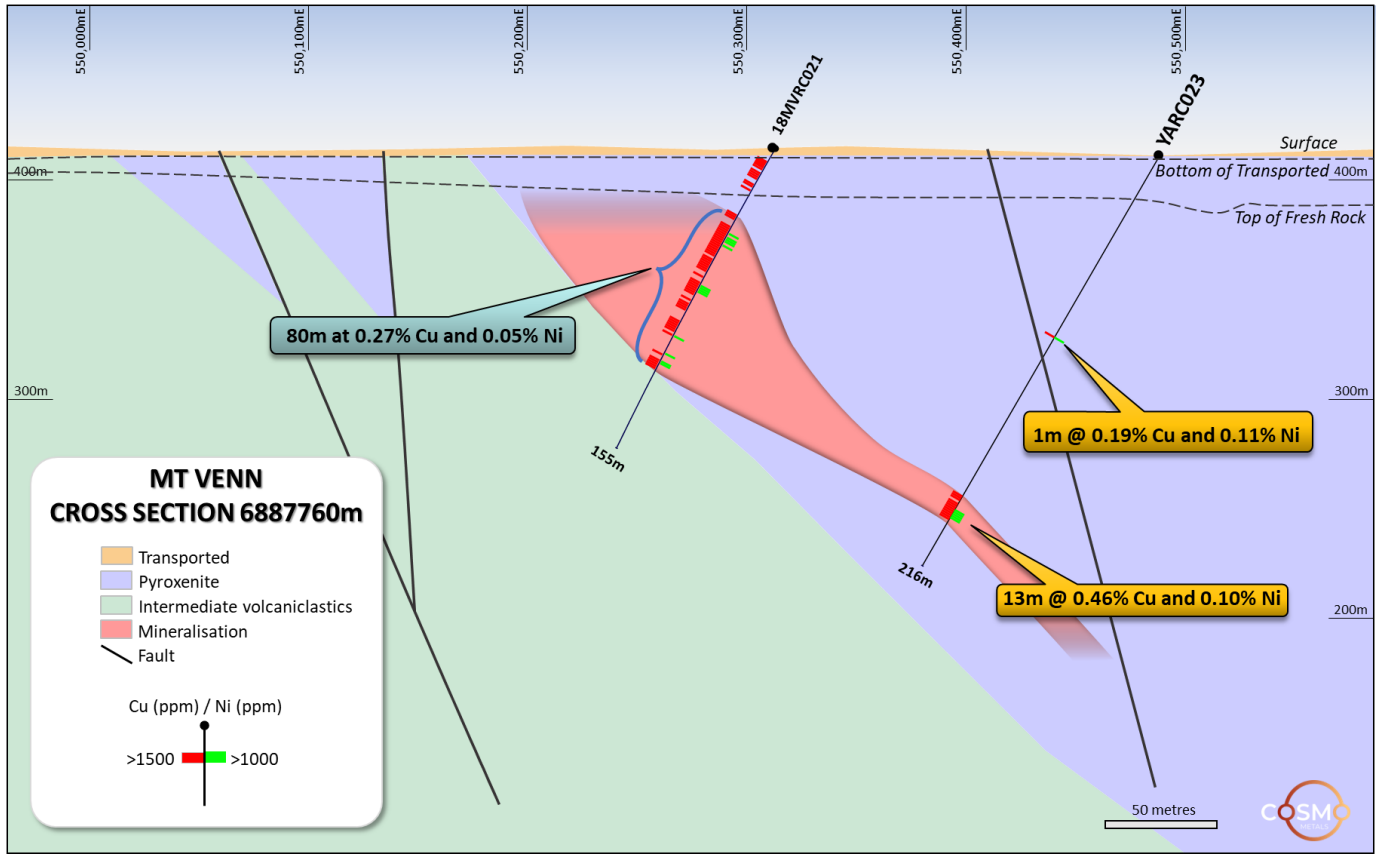 550,000mE
550,100mE
550,200mE
550,300mE
550,400mE
550,500mE
18MVRC021
YARC023
Surface
Bottom of Transported
400m
400m
Top of Fresh Rock
80m at 0.27% Cu and 0.05% Ni
300m
300m
1m @ 0.19% Cu and 0.11% Ni
155m
216m
13m @ 0.46% Cu and 0.10% Ni
200m
MT VENN
CROSS SECTION 6887760m
Transported
Pyroxenite
Intermediate volcaniclastics
Mineralisation
Fault
Cu (ppm) / Ni (ppm)
>1500 >1000
50 metres
COSMO
METALS